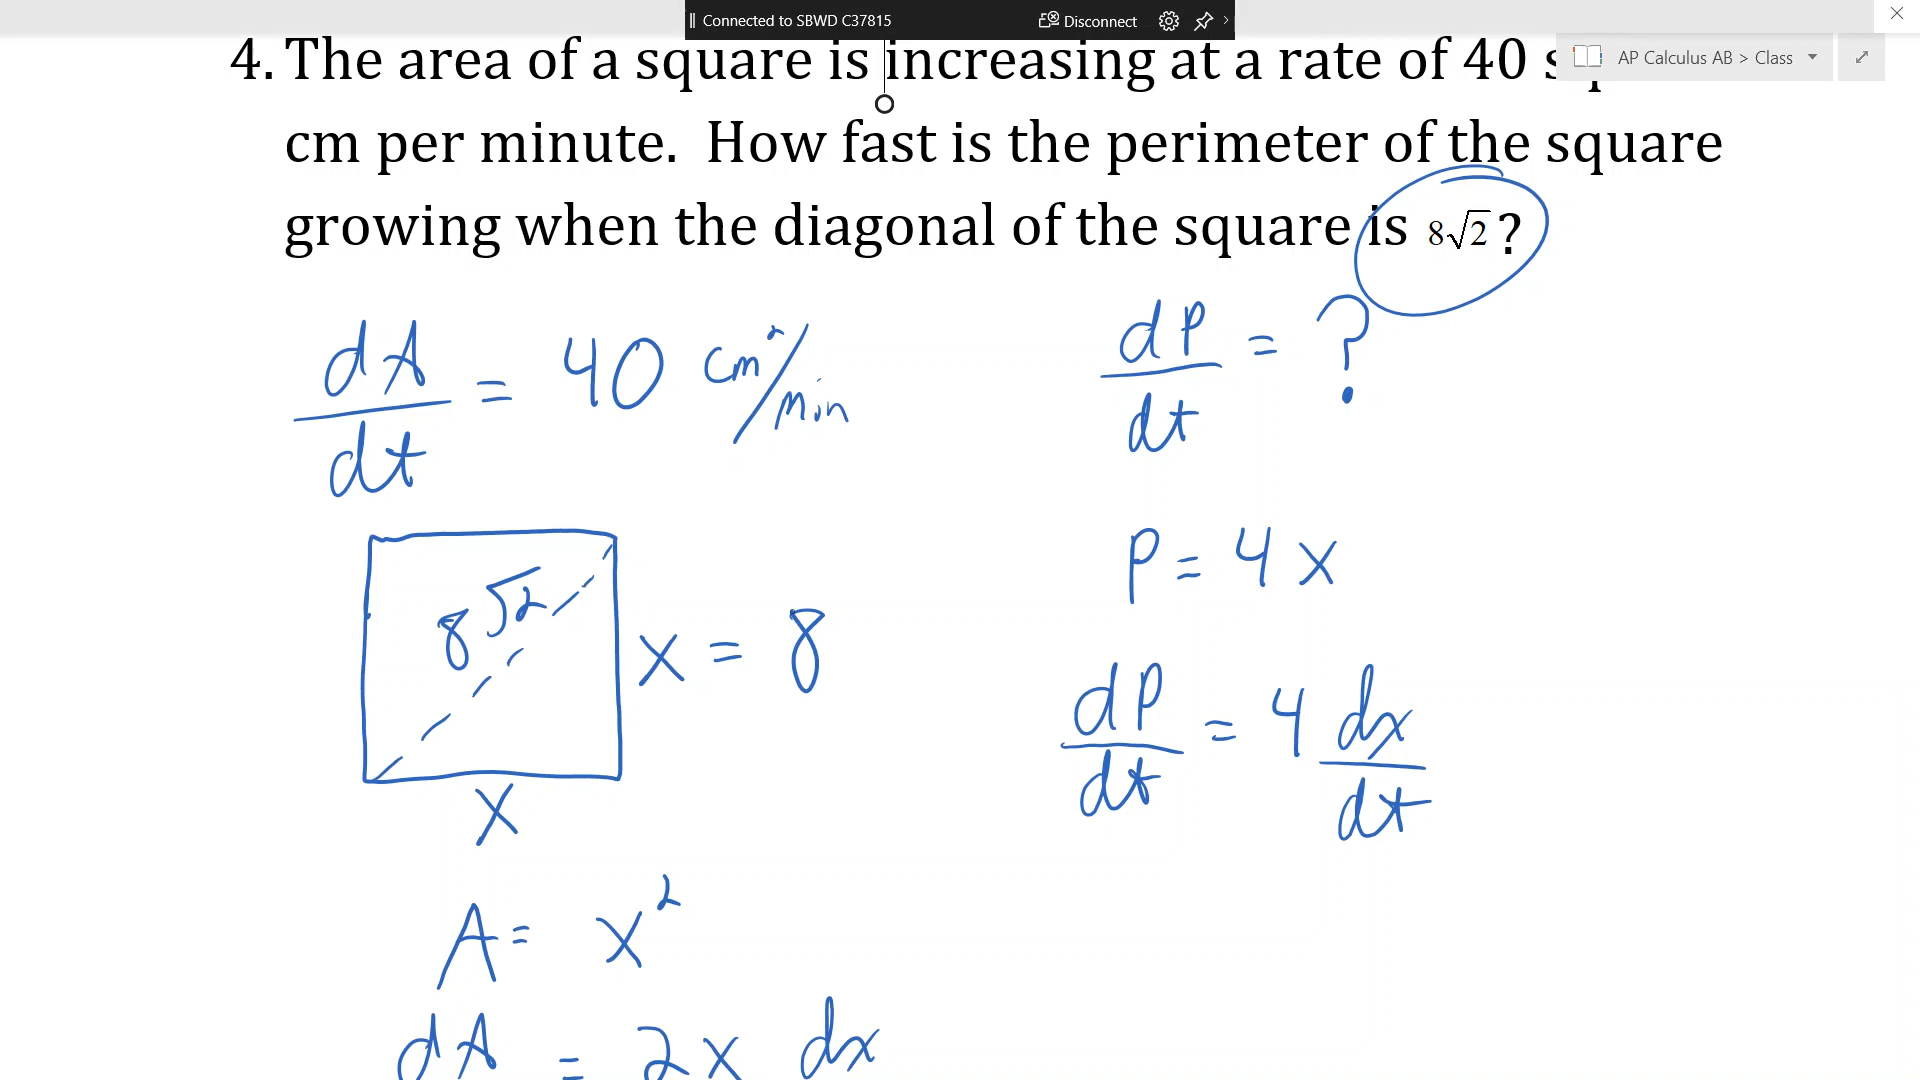 Connected to SBWD C37815 Disconnect
AP Calculus AB > Class
4. The area of a square is increasing at a rate of 40
cm per minute. How fast is the perimeter of the square
growing when the diagonal of the square is 8√2?
dA/dt = 40 cm²/min
dP/dt = ?
8√2
x = 8
x
P = 4x
dP/dt = 4 dx/dt
A = x²
dA = 2x dx